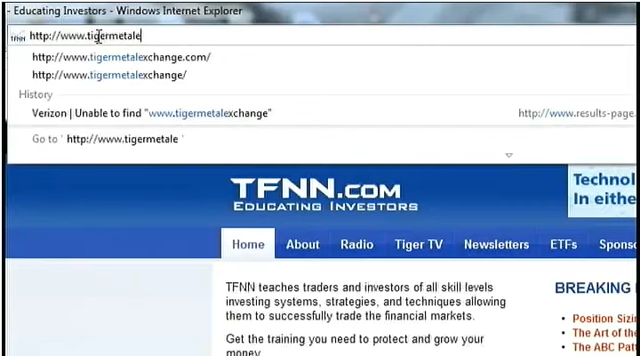 - Educating Investors - Windows Internet Explorer
TFNN http://www.tigermetale
http://www.tigermetalexchange.com/
http://www.tigermetalexchange/
History
Verizon | Unable to find "www.tigermetalexchange" http://www.results-page.
Go to ' http://www.tigermetale '
TFNN.COM
EDUCATING INVESTORS
Technol
In eithe
Home About Radio Tiger TV Newsletters ETFs Sponso
TFNN teaches traders and investors of all skill levels
investing systems, strategies, and techniques allowing
them to successfully trade the financial markets.
Get the training you need to protect and grow your
money
BREAKING
• Position Sizin
• The Art of the
• The ABC Patt